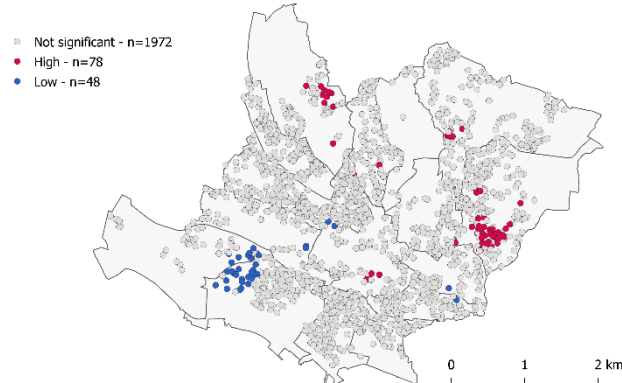 Not significant - n=1972
High - n=78
Low - n=48
0 1 2 km